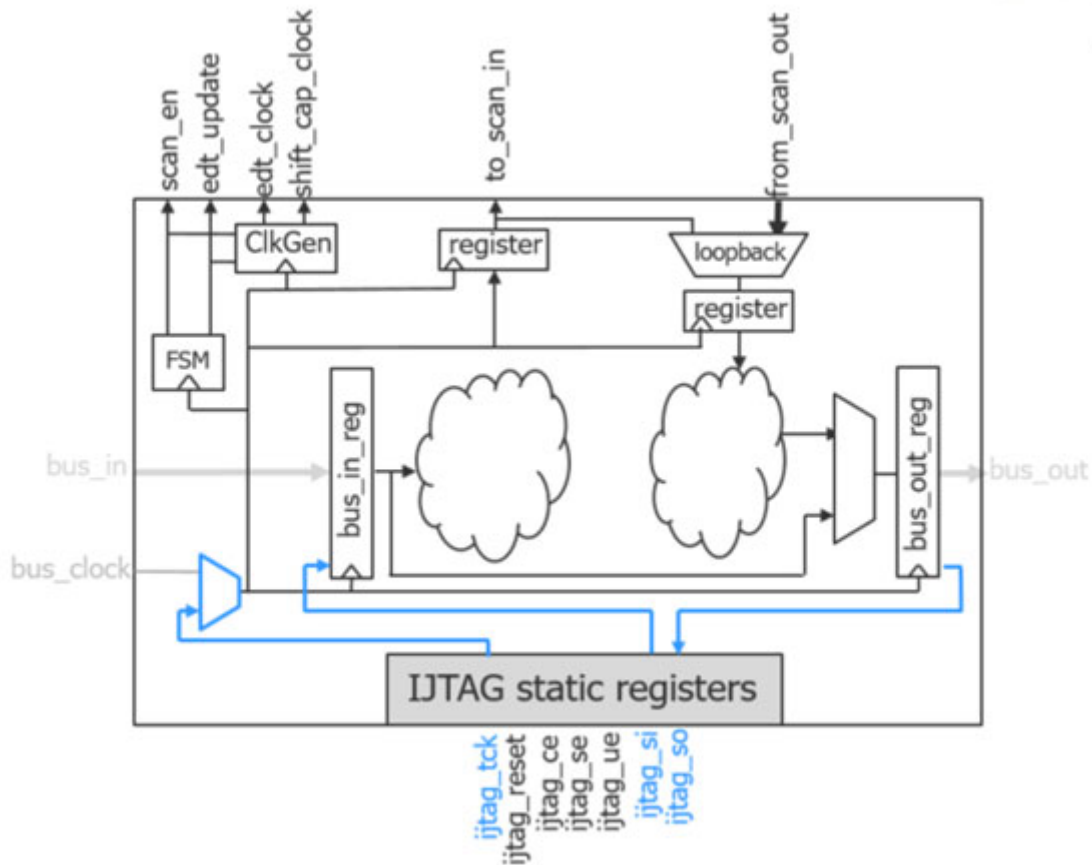 scan_en
edt_update
edt_clock
shift_cap_clock
to_scan_in
from_scan_out
ClkGen
register
loopback
register
FSM
bus_in
bus_in_reg
bus_out_reg
bus_out
bus_clock
IJTAG static registers
ijtag_tck
ijtag_reset
ijtag_ce
ijtag_se
ijtag_ue
ijtag_si
ijtag_so